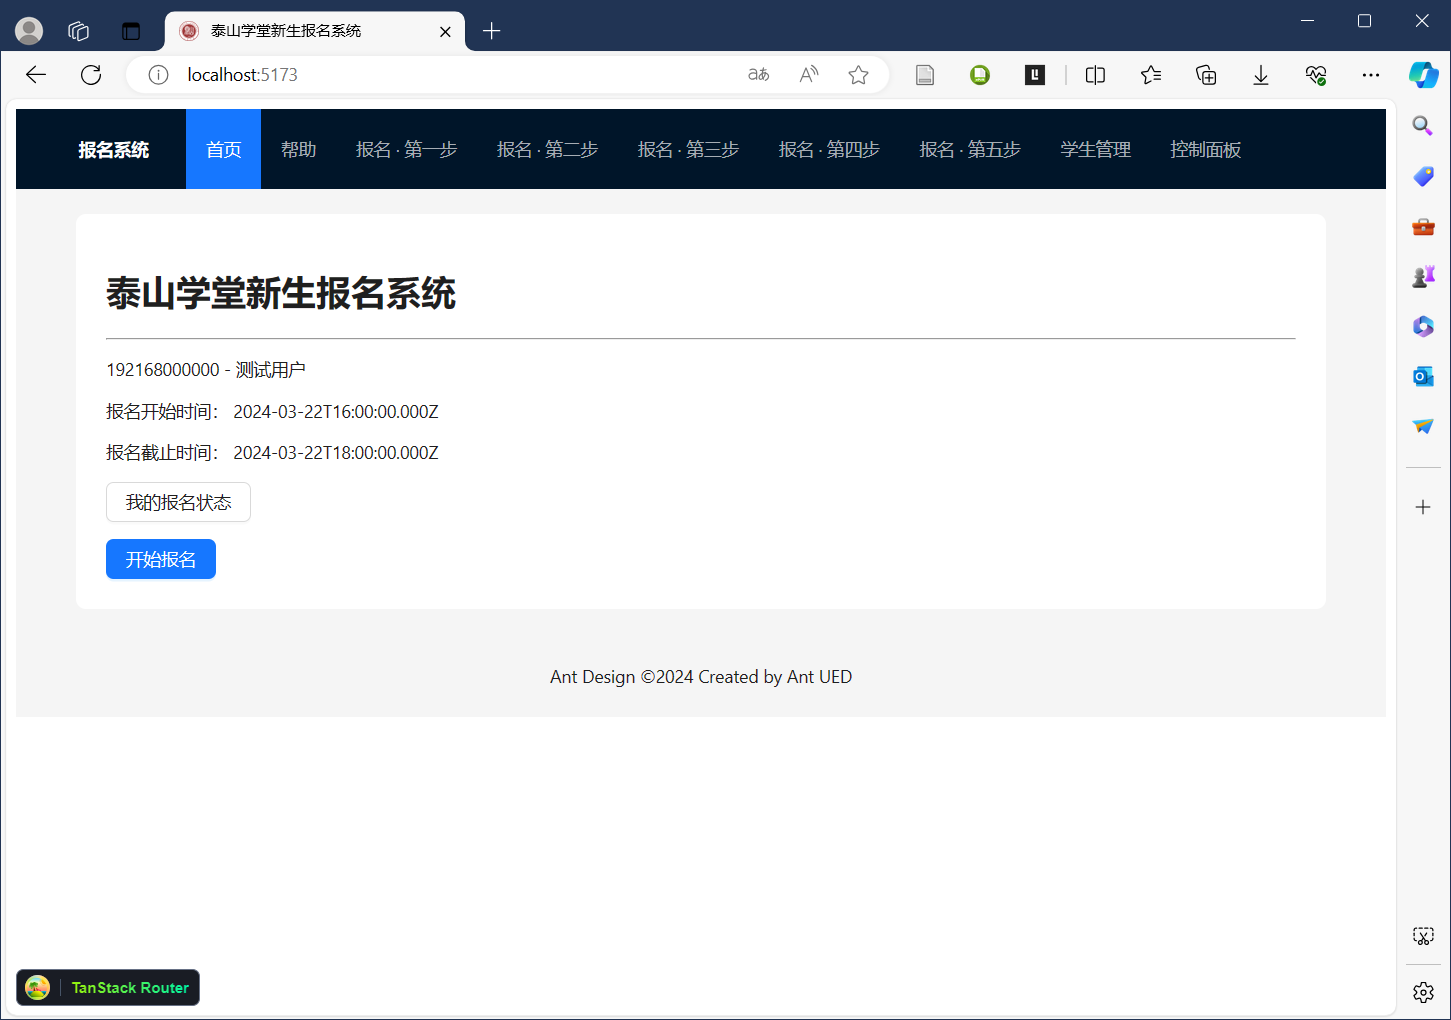 泰山学堂新生报名系统
localhost:5173
报名系统 首页 帮助 报名 · 第一步 报名 · 第二步 报名 · 第三步 报名 · 第四步 报名 · 第五步 学生管理 控制面板
泰山学堂新生报名系统
192168000000 - 测试用户
报名开始时间： 2024-03-22T16:00:00.000Z
报名截止时间： 2024-03-22T18:00:00.000Z
我的报名状态
开始报名
Ant Design ©2024 Created by Ant UED
TanStack Router